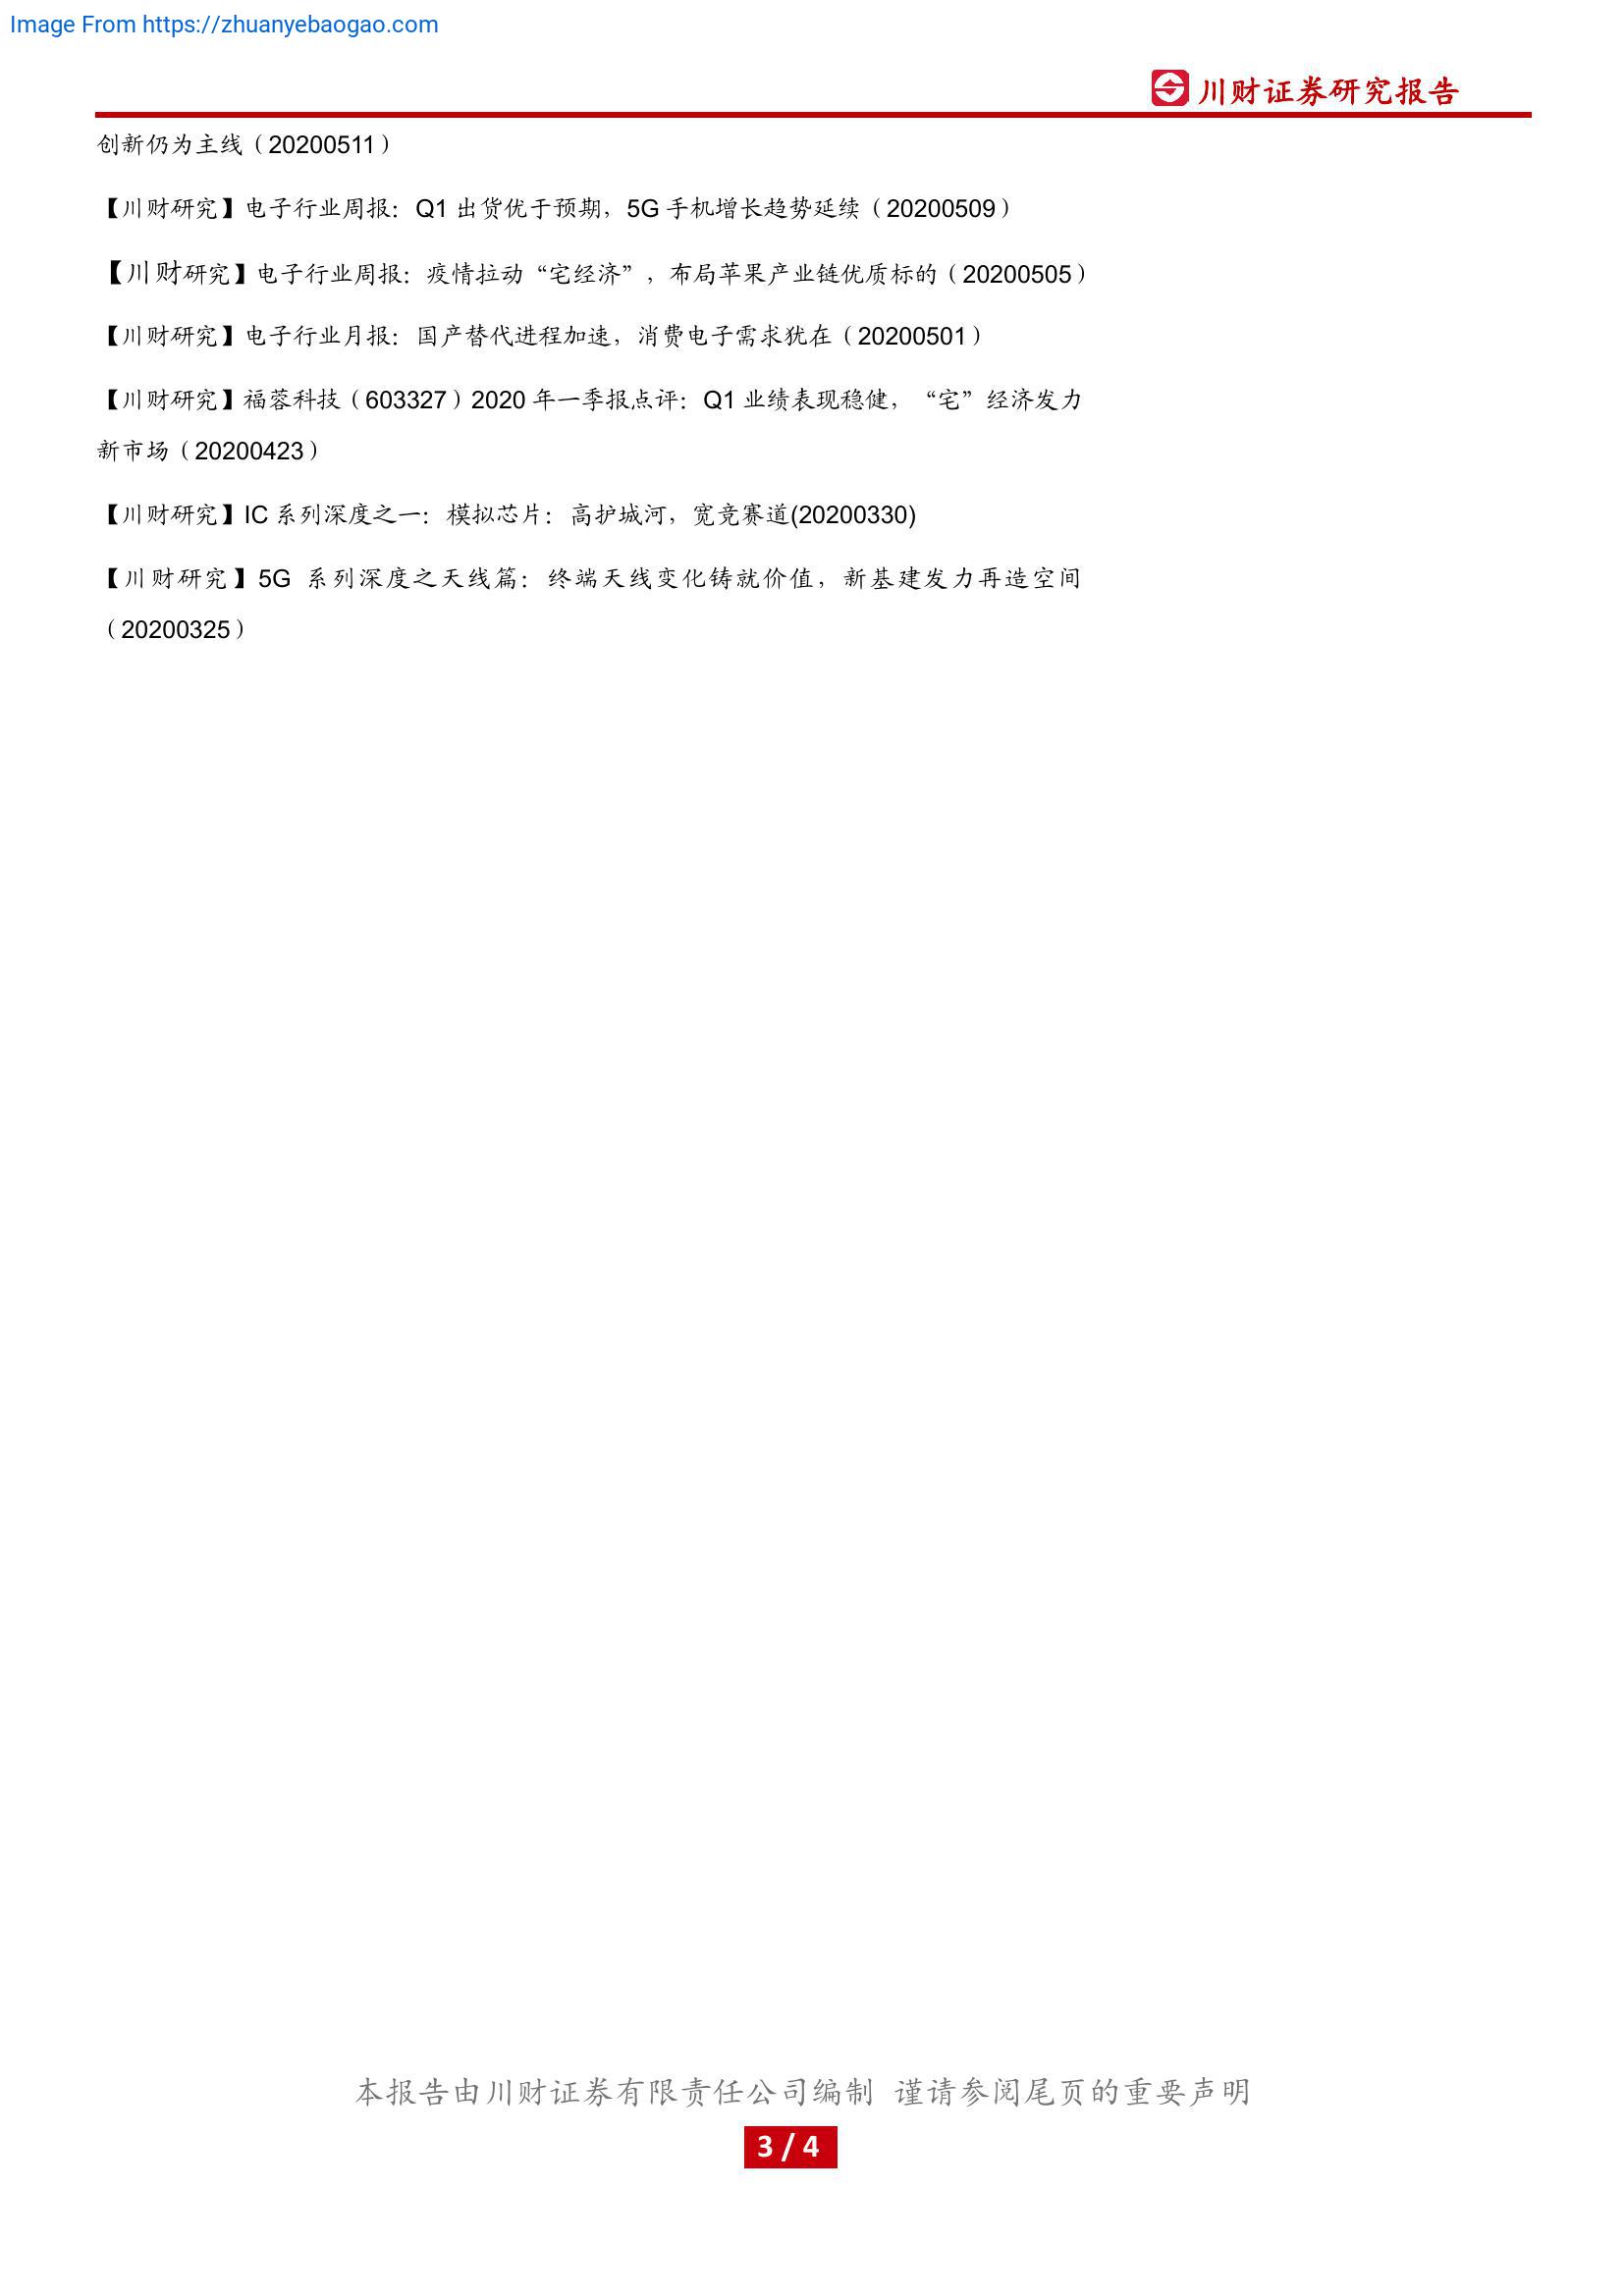 Image From https://zhuanyebaogao.com
川财证券研究报告
创新仍为主线（20200511）
【川财研究】电子行业周报：Q1 出货优于预期，5G 手机增长趋势延续（20200509）
【川财研究】电子行业周报：疫情拉动“宅经济”，布局苹果产业链优质标的（20200505）
【川财研究】电子行业月报：国产替代进程加速，消费电子需求犹在（20200501）
【川财研究】福蓉科技（603327）2020 年一季报点评：Q1 业绩表现稳健，“宅”经济发力
新市场（20200423）
【川财研究】IC 系列深度之一：模拟芯片：高护城河，宽竞赛道(20200330)
【川财研究】5G 系列深度之天线篇：终端天线变化铸就价值，新基建发力再造空间
（20200325）
本报告由川财证券有限责任公司编制 谨请参阅尾页的重要声明
3 / 4